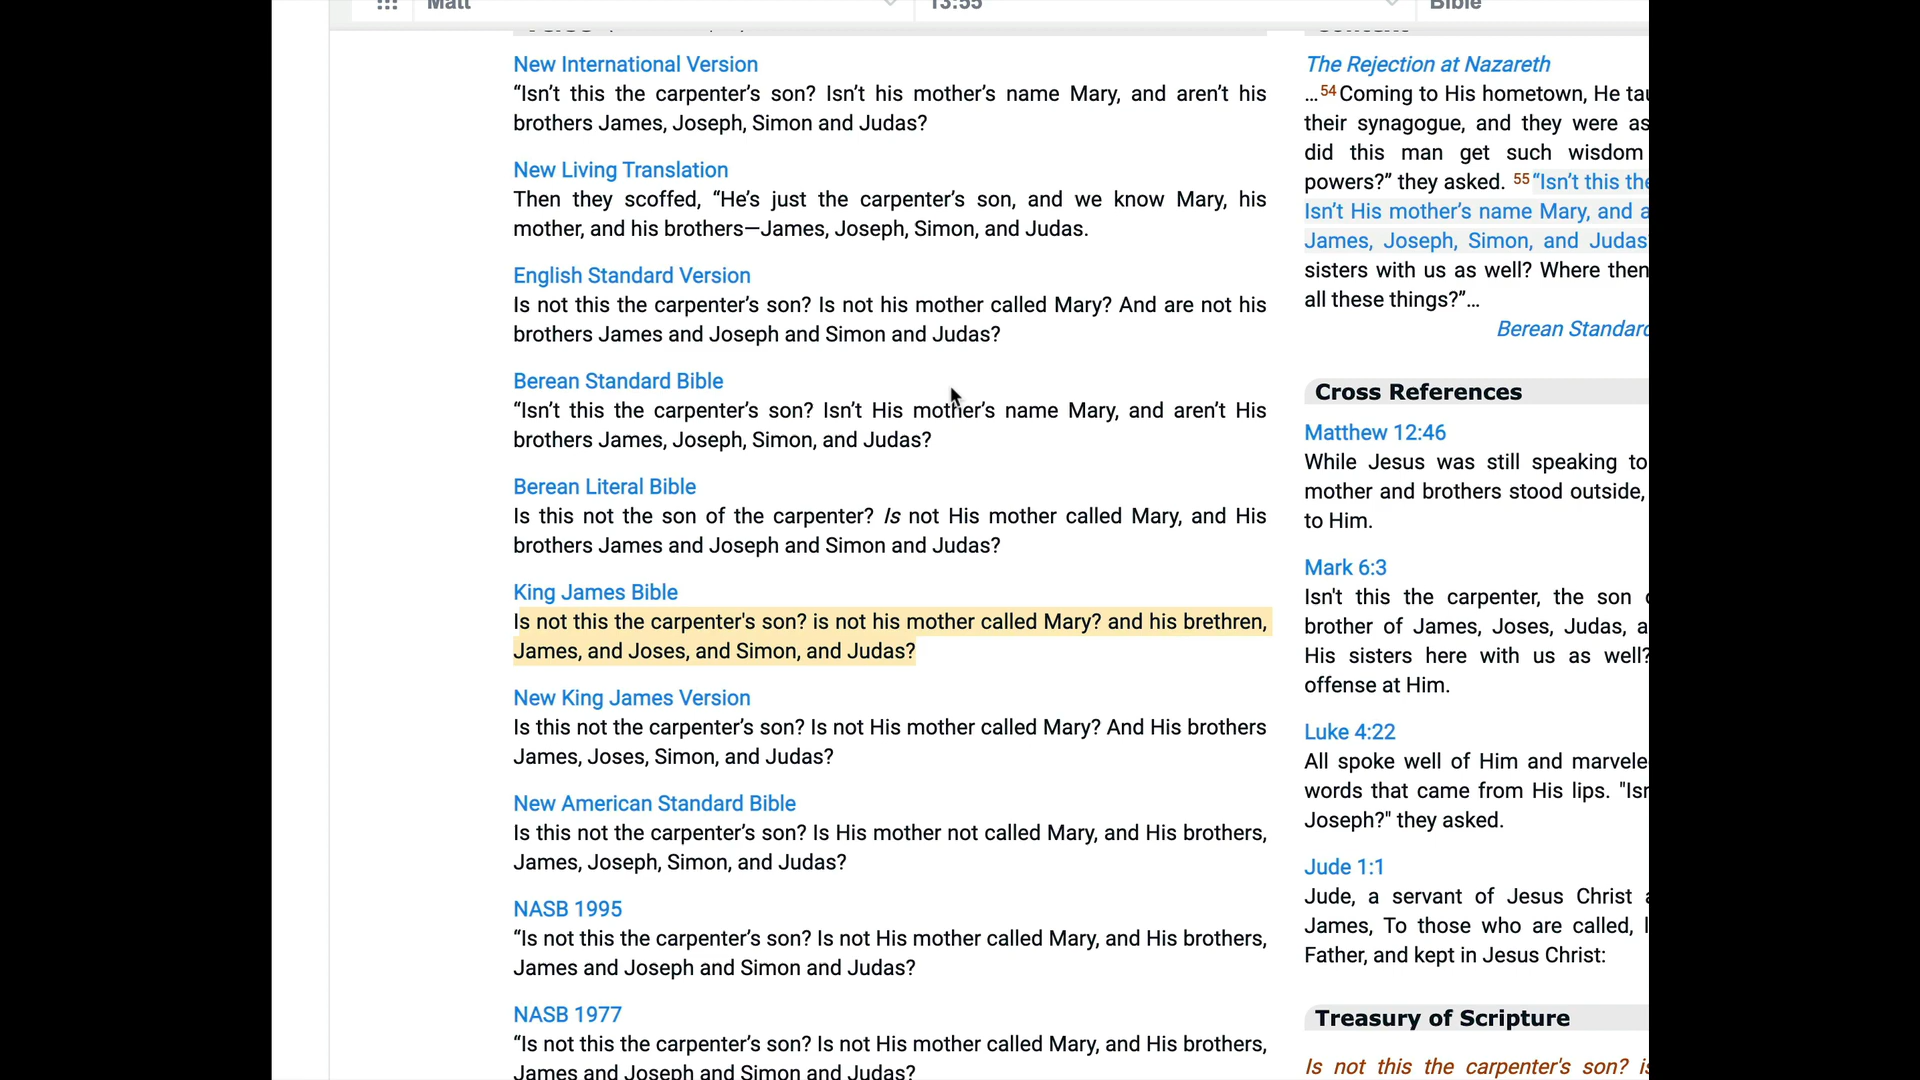 Matt 13:55 Bible
New International Version
“Isn’t this the carpenter’s son? Isn’t his mother’s name Mary, and aren’t his
brothers James, Joseph, Simon and Judas?
New Living Translation
Then they scoffed, “He’s just the carpenter’s son, and we know Mary, his
mother, and his brothers—James, Joseph, Simon, and Judas.
English Standard Version
Is not this the carpenter’s son? Is not his mother called Mary? And are not his
brothers James and Joseph and Simon and Judas?
Berean Standard Bible
“Isn’t this the carpenter’s son? Isn’t His mother’s name Mary, and aren’t His
brothers James, Joseph, Simon, and Judas?
Berean Literal Bible
Is this not the son of the carpenter? Is not His mother called Mary, and His
brothers James and Joseph and Simon and Judas?
King James Bible
Is not this the carpenter's son? is not his mother called Mary? and his brethren,
James, and Joses, and Simon, and Judas?
New King James Version
Is this not the carpenter’s son? Is not His mother called Mary? And His brothers
James, Joses, Simon, and Judas?
New American Standard Bible
Is this not the carpenter’s son? Is His mother not called Mary, and His brothers,
James, Joseph, Simon, and Judas?
NASB 1995
“Is not this the carpenter’s son? Is not His mother called Mary, and His brothers,
James and Joseph and Simon and Judas?
NASB 1977
“Is not this the carpenter’s son? Is not His mother called Mary, and His brothers,
James and Joseph and Simon and Judas?
The Rejection at Nazareth
…54 Coming to His hometown, He
their synagogue, and they were
did this man get such wisdom
powers?” they asked. 55 “Isn’t this
Isn’t His mother’s name Mary, and
James, Joseph, Simon, and Judas
sisters with us as well? Where then
all these things?”…
Berean
Cross References
Matthew 12:46
While Jesus was still speaking to
mother and brothers stood outside,
to Him.
Mark 6:3
Isn't this the carpenter, the son
brother of James, Joses, Judas,
His sisters here with us as well?
offense at Him.
Luke 4:22
All spoke well of Him and
words that came from His lips.
Joseph?" they asked.
Jude 1:1
Jude, a servant of Jesus Christ
James, To those who are called,
Father, and kept in Jesus Christ:
Treasury of Scripture
Is not this the carpenter's son?